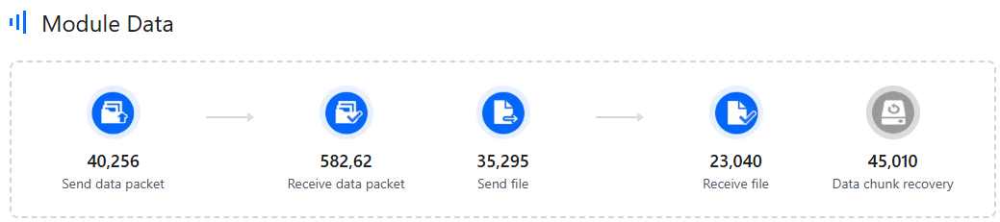 Module Data
40,256
Send data packet
582,62
Receive data packet
35,295
Send file
23,040
Receive file
45,010
Data chunk recovery